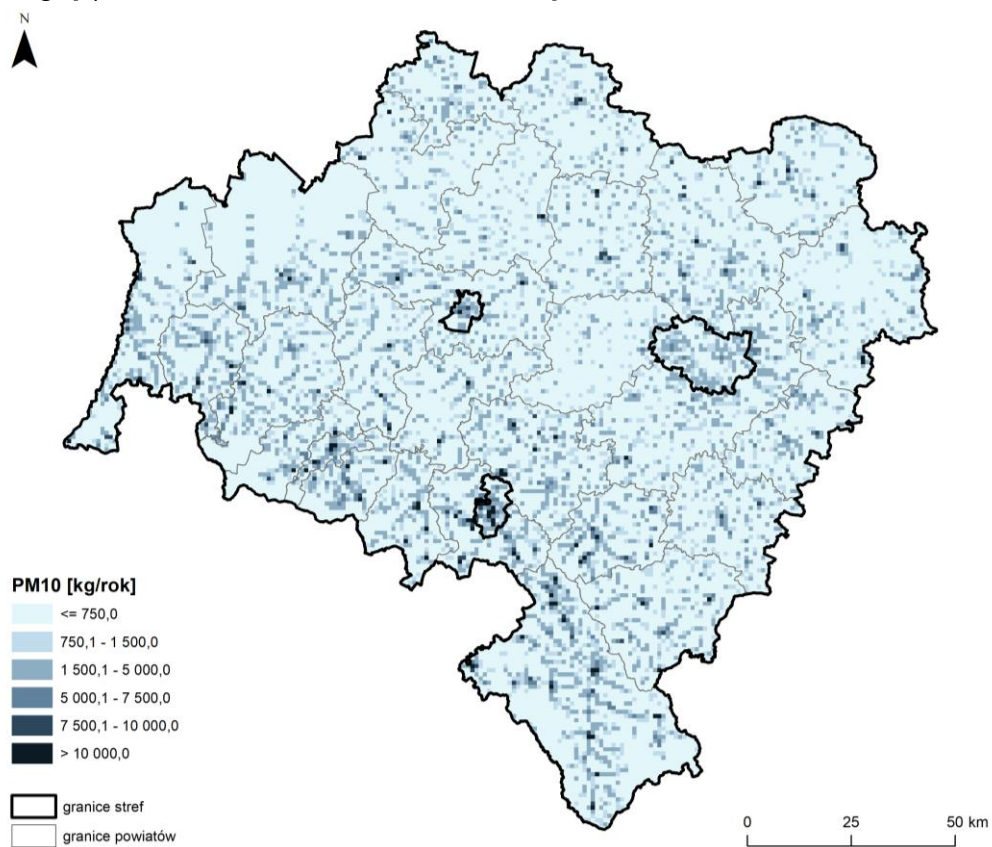 N
PM10 [kg/rok]
<= 750,0
750,1 - 1 500,0
1 500,1 - 5 000,0
5 000,1 - 7 500,0
7 500,1 - 10 000,0
> 10 000,0
granice stref
granice powiatów
0 25 50 km